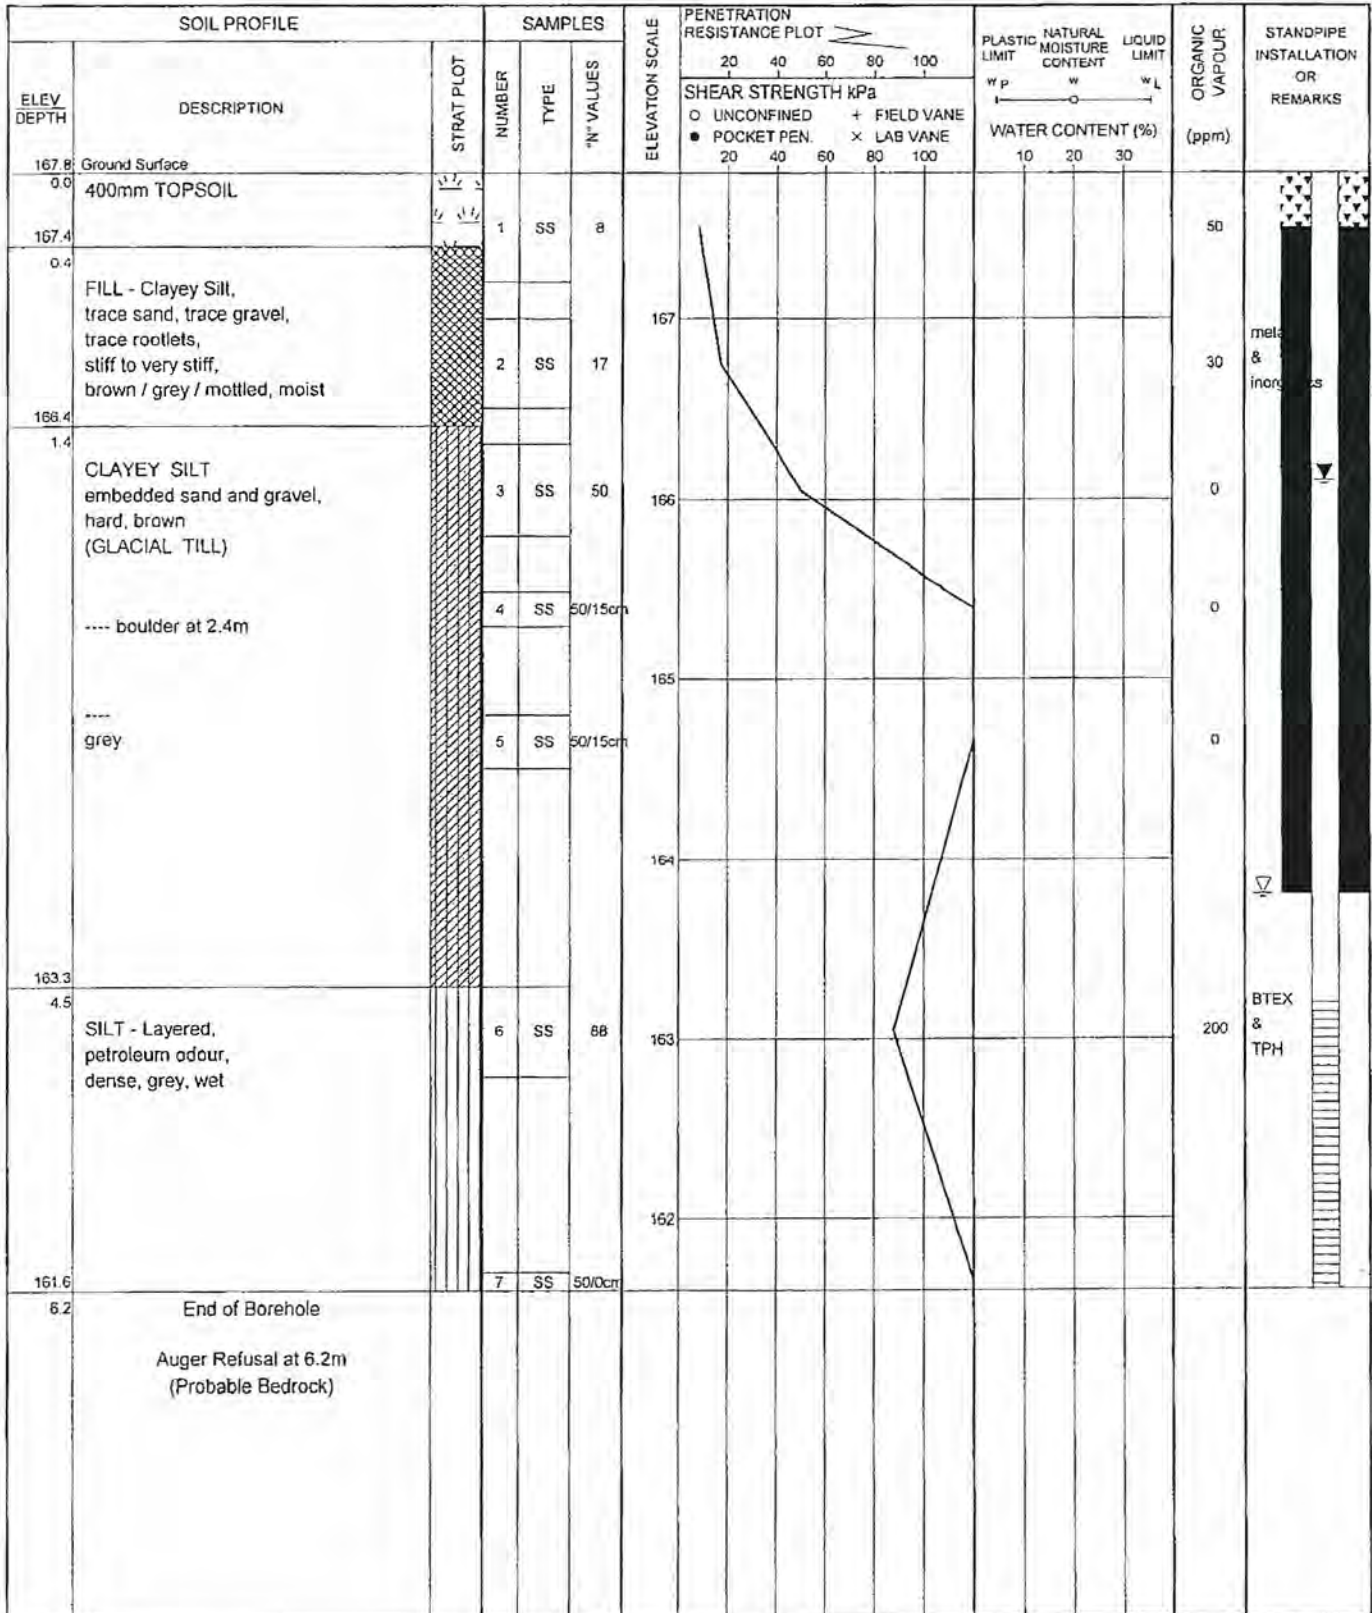 SOIL PROFILE
SAMPLES
ELEV
DEPTH
DESCRIPTION
STRAT PLOT
NUMBER
TYPE
"N" VALUES
ELEVATION SCALE
PENETRATION
RESISTANCE PLOT
20 40 60 80 100
SHEAR STRENGTH kPa
O UNCONFINED + FIELD VANE
● POCKET PEN. × LAB VANE
20 40 60 80 100
PLASTIC LIMIT
NATURAL MOISTURE CONTENT
LIQUID LIMIT
W P W W L
WATER CONTENT (%)
10 20 30
ORGANIC VAPOUR
(ppm)
STANDPIPE
INSTALLATION
OR
REMARKS
167.8 Ground Surface
0.0
400mm TOPSOIL
1 SS 8
50
167.4
0.4
FILL - Clayey Silt,
trace sand, trace gravel,
trace rootlets,
stiff to very stiff,
brown / grey / mottled, moist
167
2 SS 17
30
&
166.4
1.4
CLAYEY SILT
embedded sand and gravel,
hard, brown
(GLACIAL TILL)
3 SS 50
166
0
4 SS 50/15cm
0
---- boulder at 2.4m
165
----
grey
5 SS 50/15cm
0
164
163.3
4.5
SILT - Layered,
petroleum odour,
dense, grey, wet
6 SS 88
163
200
BTEX
&
TPH
162
7 SS 50/0cm
161.6
6.2
End of Borehole
Auger Refusal at 6.2m
(Probable Bedrock)